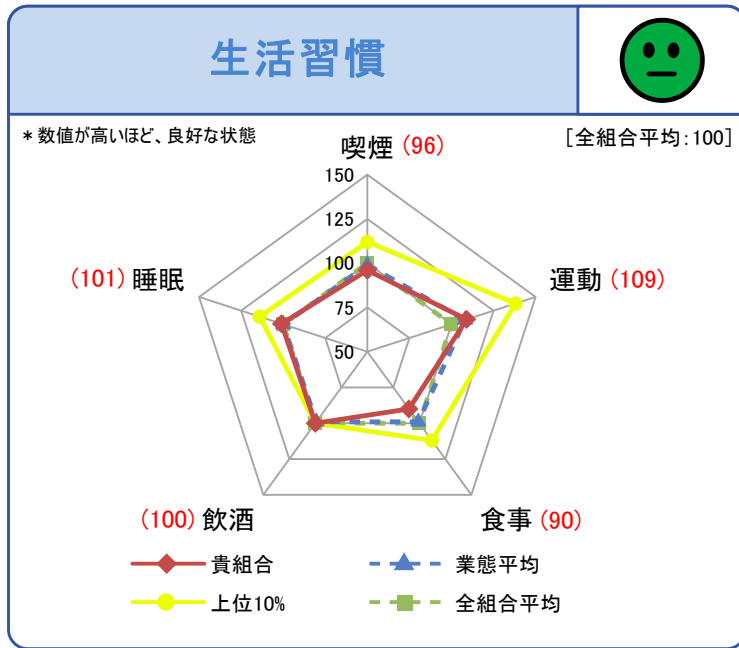 生活習慣
*数値が高いほど、良好な状態
[全組合平均:100]
喫煙 (96)
150
125
100
75
50
(101) 睡眠
運動 (109)
(100) 飲酒
食事 (90)
貴組合
業態平均
上位10%
全組合平均